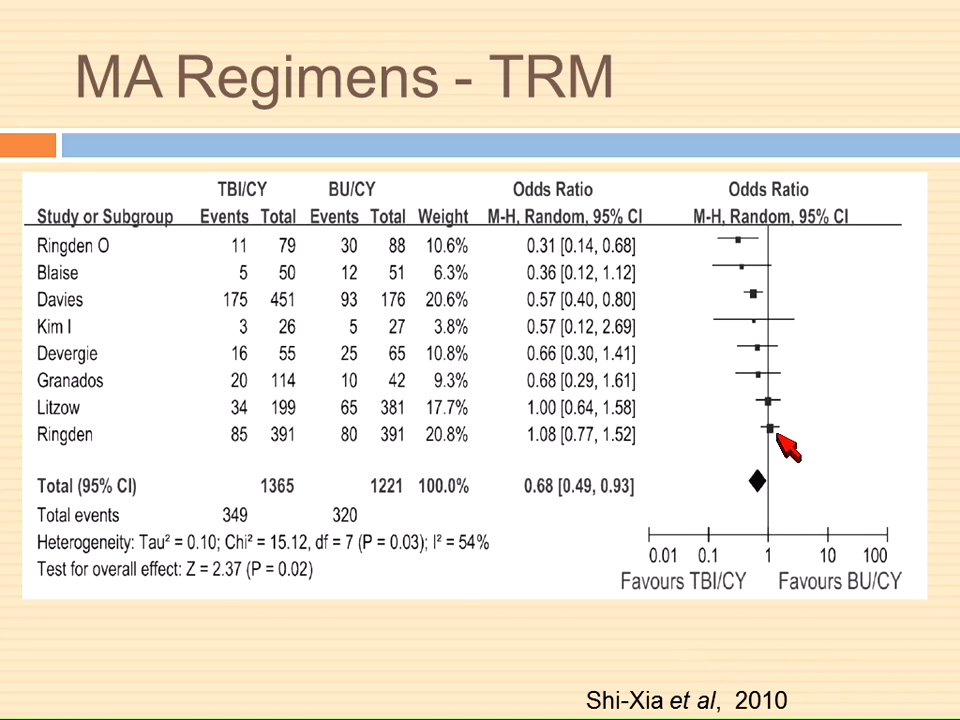 MA Regimens - TRM
TBI/CY BU/CY Odds Ratio Odds Ratio
Study or Subgroup Events Total Events Total Weight M-H, Random, 95% CI M-H, Random, 95% CI
Ringden O 11 79 30 88 10.6% 0.31 [0.14, 0.68]
Blaise 5 50 12 51 6.3% 0.36 [0.12, 1.12]
Davies 175 451 93 176 20.6% 0.57 [0.40, 0.80]
Kim I 3 26 5 27 3.8% 0.57 [0.12, 2.69]
Devergie 16 55 25 65 10.8% 0.66 [0.30, 1.41]
Granados 20 114 10 42 9.3% 0.68 [0.29, 1.61]
Litzow 34 199 65 381 17.7% 1.00 [0.64, 1.58]
Ringden 85 391 80 391 20.8% 1.08 [0.77, 1.52]
Total (95% CI) 1365 1221 100.0% 0.68 [0.49, 0.93]
Total events 349 320
Heterogeneity: Tau² = 0.10; Chi² = 15.12, df = 7 (P = 0.03); I² = 54%
Test for overall effect: Z = 2.37 (P = 0.02)
0.01 0.1 1 10 100
Favours TBI/CY Favours BU/CY
Shi-Xia et al, 2010